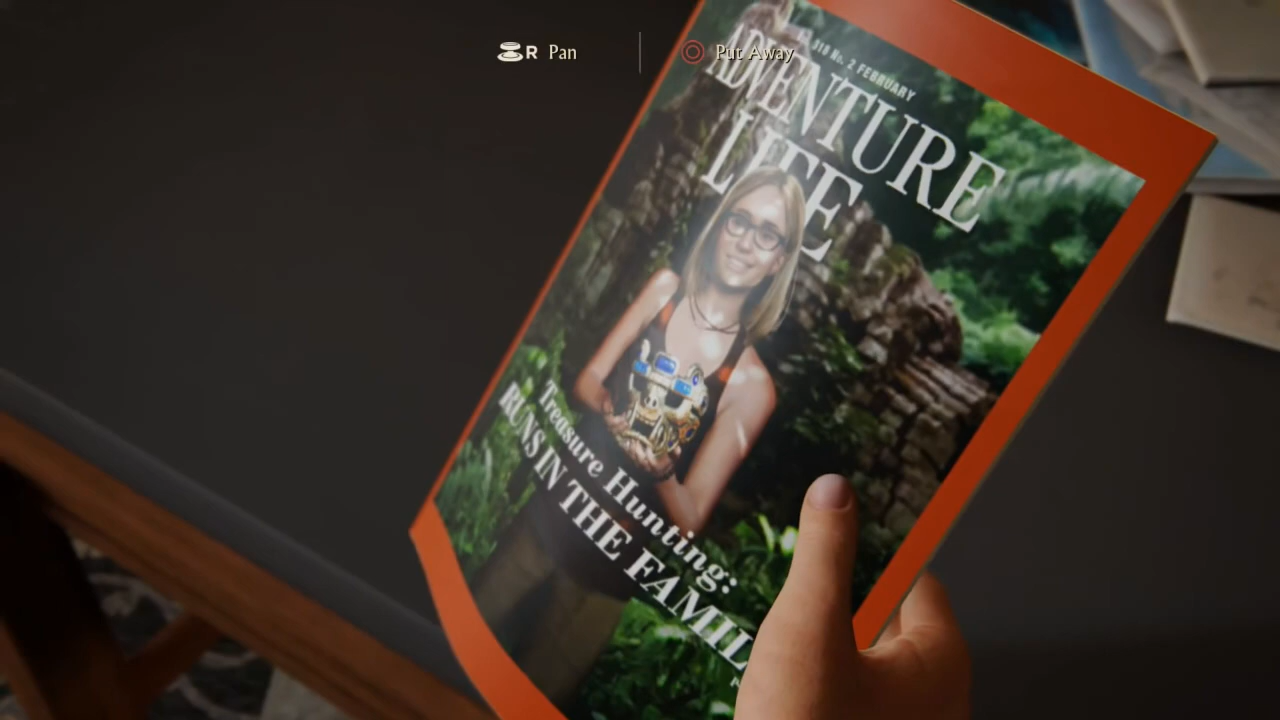 R Pan
Put Away
318 No. 2 FEBRUARY
ADVENTURE
LIFE
Treasure Hunting:
RUNS IN THE FAMIL